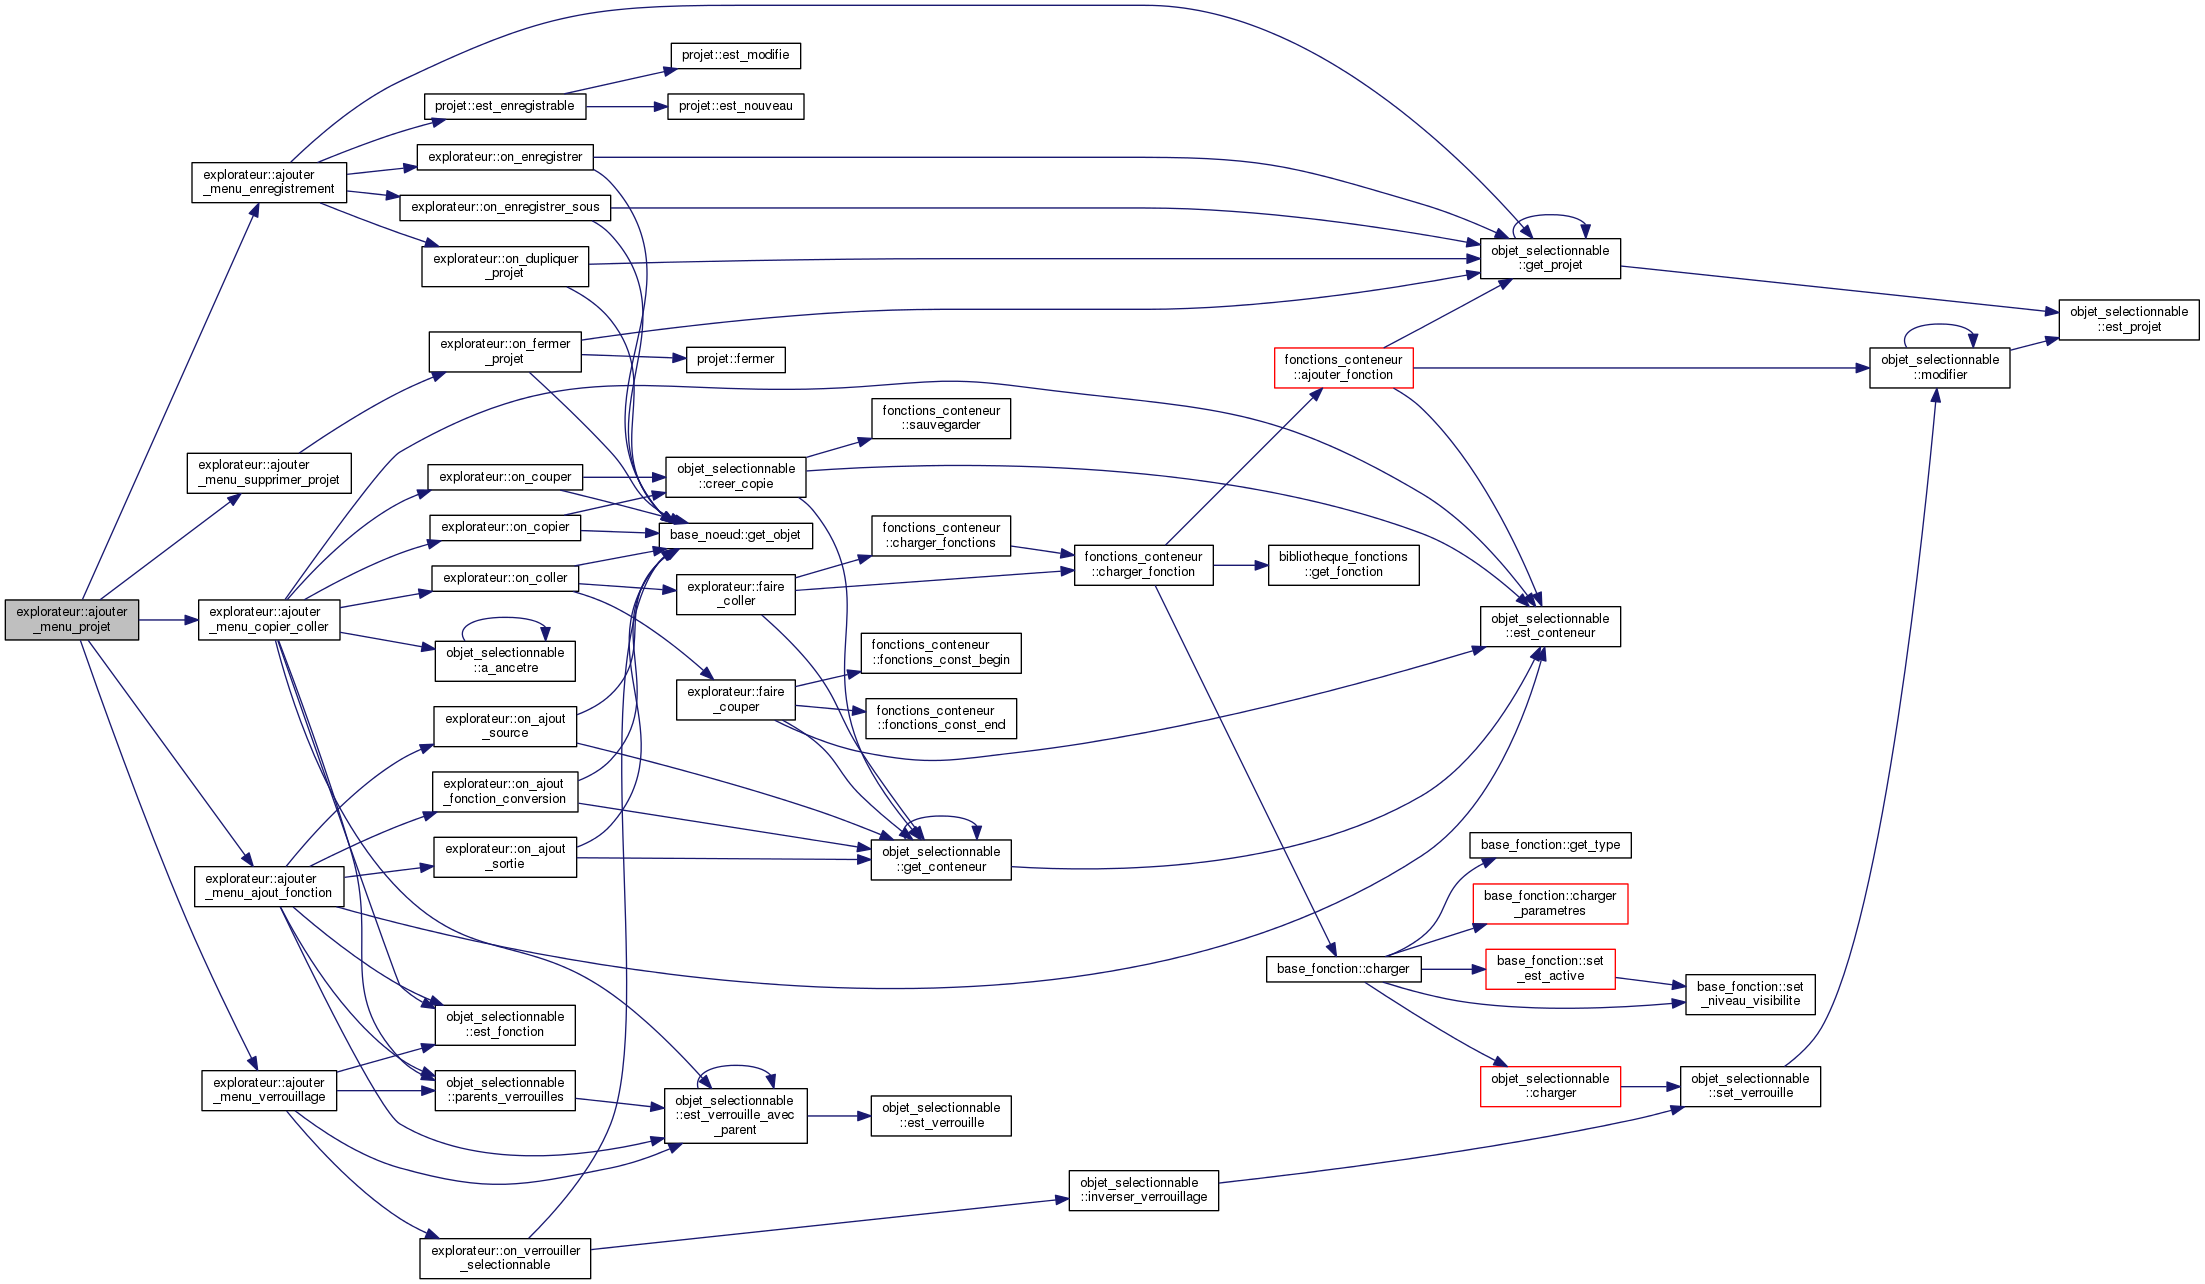 explorateur::ajouter
_menu_projet
explorateur::ajouter
_menu_enregistrement
explorateur::ajouter
_menu_supprimer_projet
explorateur::ajouter
_menu_copier_coller
explorateur::ajouter
_menu_ajout_fonction
explorateur::ajouter
_menu_verrouillage
projet::est_enregistrable
explorateur::on_enregistrer
explorateur::on_enregistrer_sous
explorateur::on_dupliquer
_projet
explorateur::on_fermer
_projet
explorateur::on_couper
explorateur::on_copier
explorateur::on_coller
objet_selectionnable
::a_ancetre
explorateur::on_ajout
_source
explorateur::on_ajout
_fonction_conversion
explorateur::on_ajout
_sortie
objet_selectionnable
::est_fonction
objet_selectionnable
::parents_verrouilles
explorateur::on_verrouiller
_selectionnable
projet::est_modifie
projet::est_nouveau
projet::fermer
objet_selectionnable
::creer_copie
base_noeud::get_objet
explorateur::faire
_coller
explorateur::faire
_couper
objet_selectionnable
::est_verrouille_avec
_parent
fonctions_conteneur
::sauvegarder
fonctions_conteneur
::charger_fonctions
fonctions_conteneur
::fonctions_const_begin
fonctions_conteneur
::fonctions_const_end
objet_selectionnable
::get_conteneur
objet_selectionnable
::est_verrouille
fonctions_conteneur
::charger_fonction
objet_selectionnable
::inverser_verrouillage
fonctions_conteneur
::ajouter_fonction
bibliotheque_fonctions
::get_fonction
base_fonction::charger
objet_selectionnable
::get_projet
objet_selectionnable
::est_conteneur
base_fonction::get_type
base_fonction::charger
_parametres
base_fonction::set
_est_active
objet_selectionnable
::charger
base_fonction::set
_niveau_visibilite
objet_selectionnable
::set_verrouille
objet_selectionnable
::modifier
objet_selectionnable
::est_projet